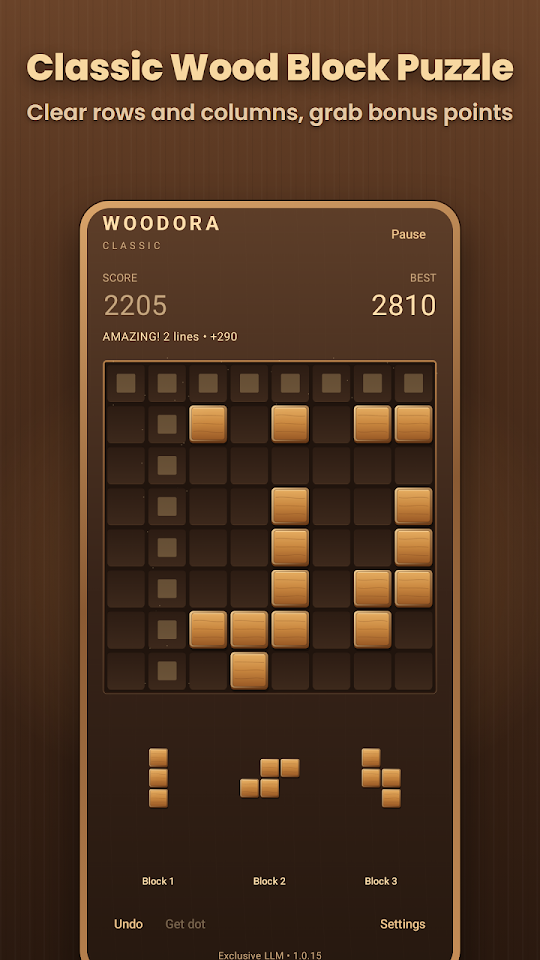 Classic Wood Block Puzzle
Clear rows and columns, grab bonus points
WOODORA
CLASSIC
Pause
SCORE
BEST
2205
2810
AMAZING! 2 lines • +290
Block 1
Block 2
Block 3
Undo
Get dot
Settings
Exclusive LLM • 1.0.15